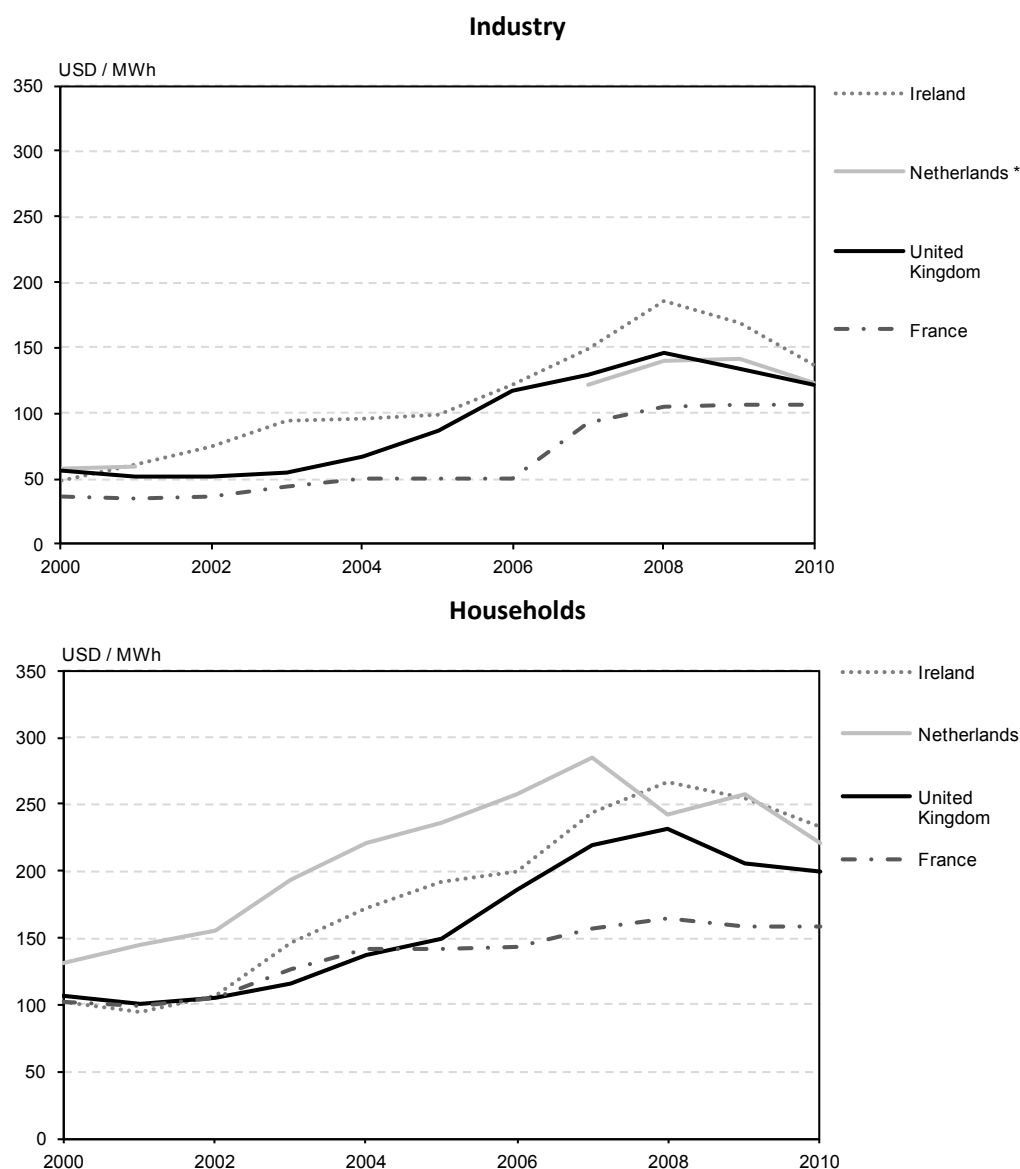 Industry
USD / MWh
350
300
250
200
150
100
50
0
2000 2002 2004 2006 2008 2010
Ireland
Netherlands *
United
Kingdom
France
Households
USD / MWh
350
300
250
200
150
100
50
0
2000 2002 2004 2006 2008 2010
Ireland
Netherlands
United
Kingdom
France